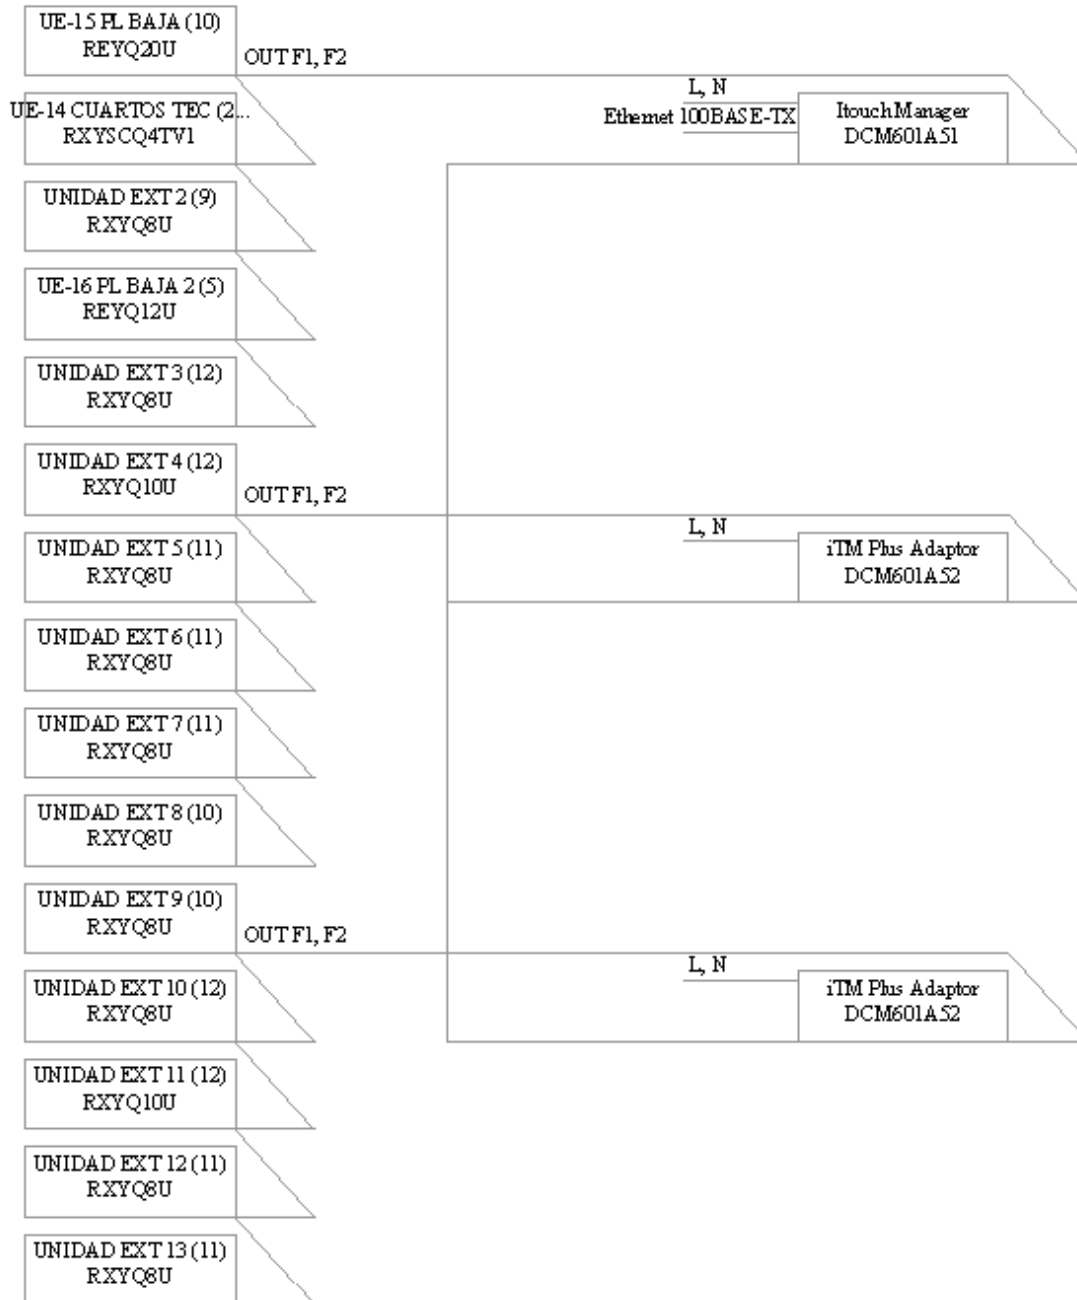 UE-15 PL BAJA (10)
REYQ20U
OUT F1, F2
UE-14 CUARTOS TEC (2...
RXYSCQ4TV1
L, N
Ethernet 100BASE-TX
ItouchManager
DCM601A51
UNIDAD EXT 2 (9)
RXYQ8U
UE-16 PL BAJA 2 (5)
REYQ12U
UNIDAD EXT 3 (12)
RXYQ8U
UNIDAD EXT 4 (12)
RXYQ10U
OUT F1, F2
UNIDAD EXT 5 (11)
RXYQ8U
L, N
iTM Plus Adaptor
DCM601A52
UNIDAD EXT 6 (11)
RXYQ8U
UNIDAD EXT 7 (11)
RXYQ8U
UNIDAD EXT 8 (10)
RXYQ8U
UNIDAD EXT 9 (10)
RXYQ8U
OUT F1, F2
UNIDAD EXT 10 (12)
RXYQ8U
L, N
iTM Plus Adaptor
DCM601A52
UNIDAD EXT 11 (12)
RXYQ10U
UNIDAD EXT 12 (11)
RXYQ8U
UNIDAD EXT 13 (11)
RXYQ8U